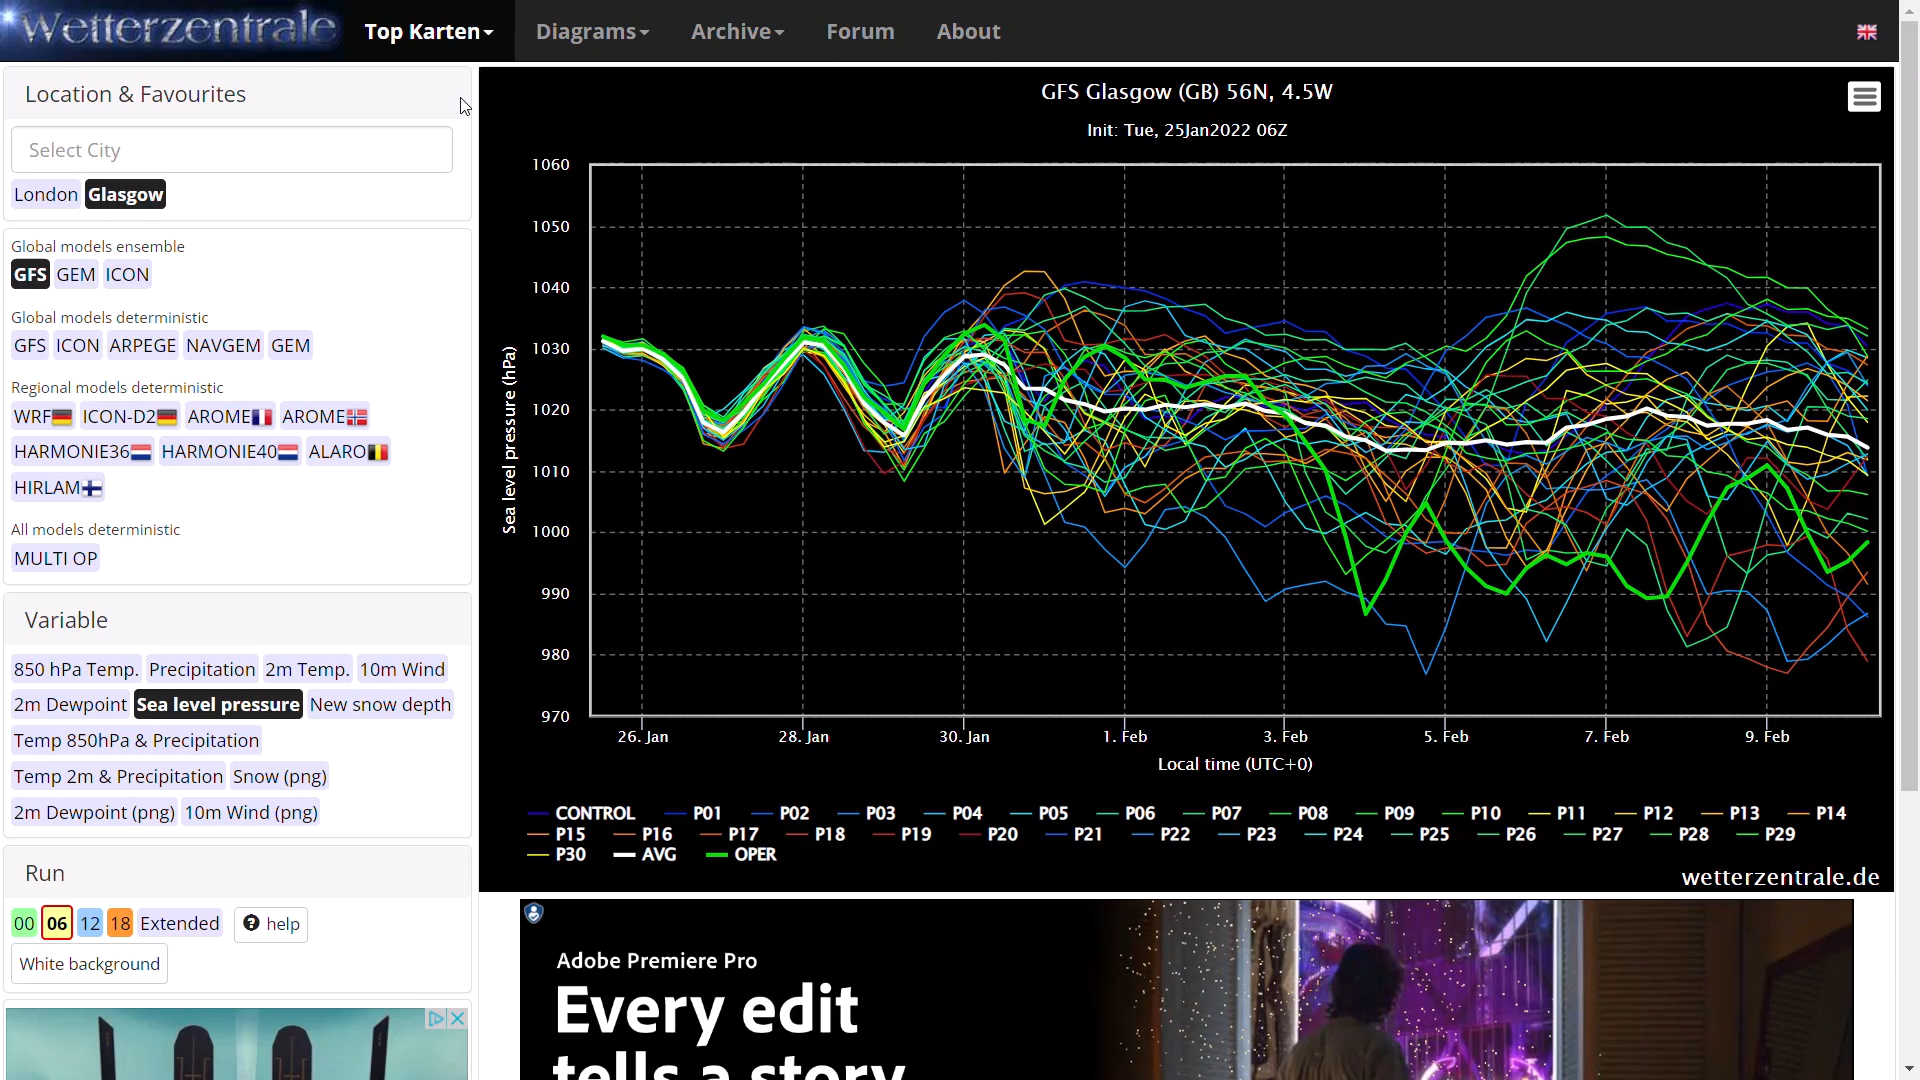 Wetterzentrale Top Karten Diagrams Archive Forum About
Location & Favourites
Select City
London Glasgow
Global models ensemble
GFS GEM ICON
Global models deterministic
GFS ICON ARPEGE NAVGEM GEM
Regional models deterministic
WRF ICON-D2 AROME AROME
HARMONIE36 HARMONIE40 ALARO
HIRLAM
All models deterministic
MULTI OP
Variable
850 hPa Temp. Precipitation 2m Temp. 10m Wind
2m Dewpoint Sea level pressure New snow depth
Temp 850hPa & Precipitation
Temp 2m & Precipitation Snow (png)
2m Dewpoint (png) 10m Wind (png)
Run
00 06 12 18 Extended ? help
White background
GFS Glasgow (GB) 56N, 4.5W
Init: Tue, 25Jan2022 06Z
Sea level pressure (hPa)
1060
1050
1040
1030
1020
1010
1000
990
980
970
26. Jan 28. Jan 30. Jan 1. Feb 3. Feb 5. Feb 7. Feb 9. Feb
Local time (UTC+0)
CONTROL P01 P02 P03 P04 P05 P06 P07 P08 P09 P10 P11 P12 P13 P14
P15 P16 P17 P18 P19 P20 P21 P22 P23 P24 P25 P26 P27 P28 P29
P30 AVG OPER
wetterzentrale.de
Adobe Premiere Pro
Every edit
tells a story